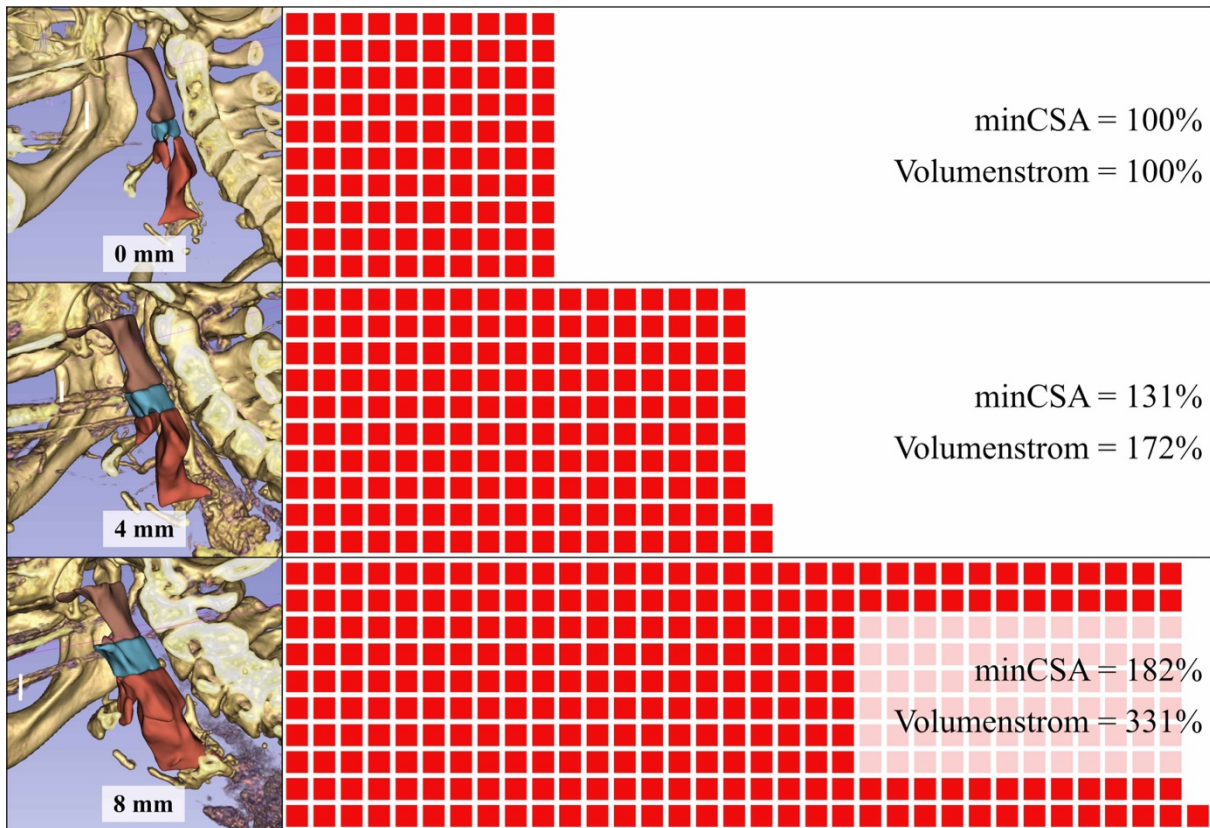 0 mm
minCSA = 100%
Volumenstrom = 100%
4 mm
minCSA = 131%
Volumenstrom = 172%
8 mm
minCSA = 182%
Volumenstrom = 331%